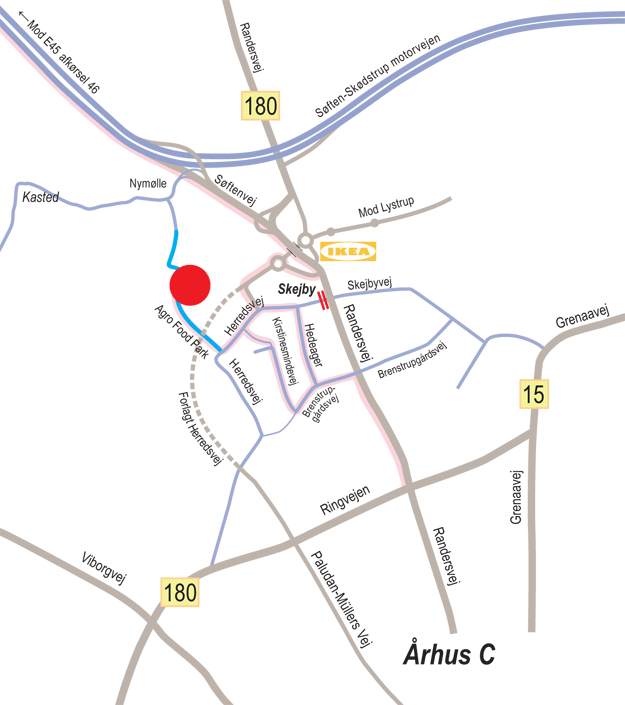 ←Mod E45 afkørsel 46
Randersvej
180
Søften-Skødstrup motorvejen
Nymølle
Søftenvej
Kasted
Mod Lystrup
IKEA
Skejby
Skejbyvej
Agro Food Park
Herredsvej
Kirstinesmindevej
Hedeager
Randersvej
Grenaavej
Herredsvej
Brenstrup-
gårdsvej
Brenstrupgårdsvej
15
Forlagt Herredsvej
Ringvejen
Grenaavej
Viborgvej
180
Paludan-Müllers Vej
Randersvej
Århus C